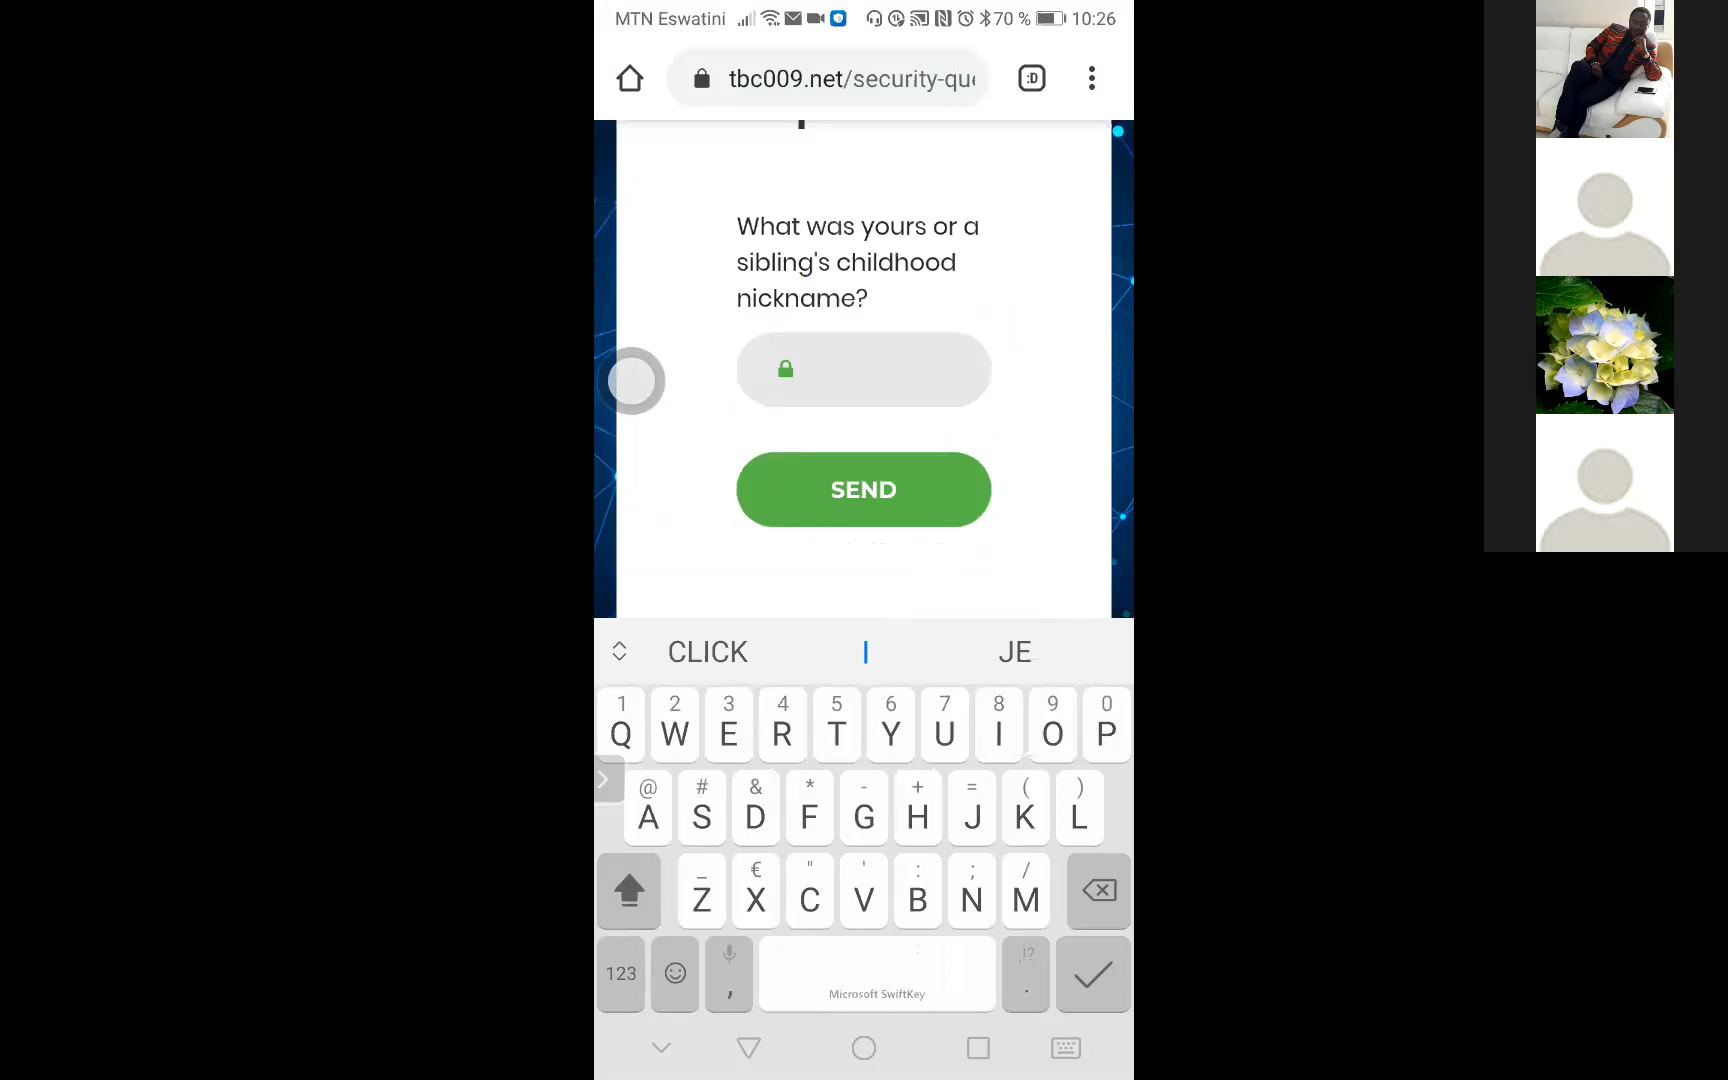 MTN Eswatini 70 % 10:26
tbc009.net/security-que
:D
What was yours or a
sibling's childhood
nickname?
SEND
CLICK I JE
1 2 3 4 5 6 7 8 9 0
Q W E R T Y U I O P
@ # & * - + = ( )
A S D F G H J K L
_ € " ' : ; /
Z X C V B N M
123 , ,!? .
Microsoft SwiftKey